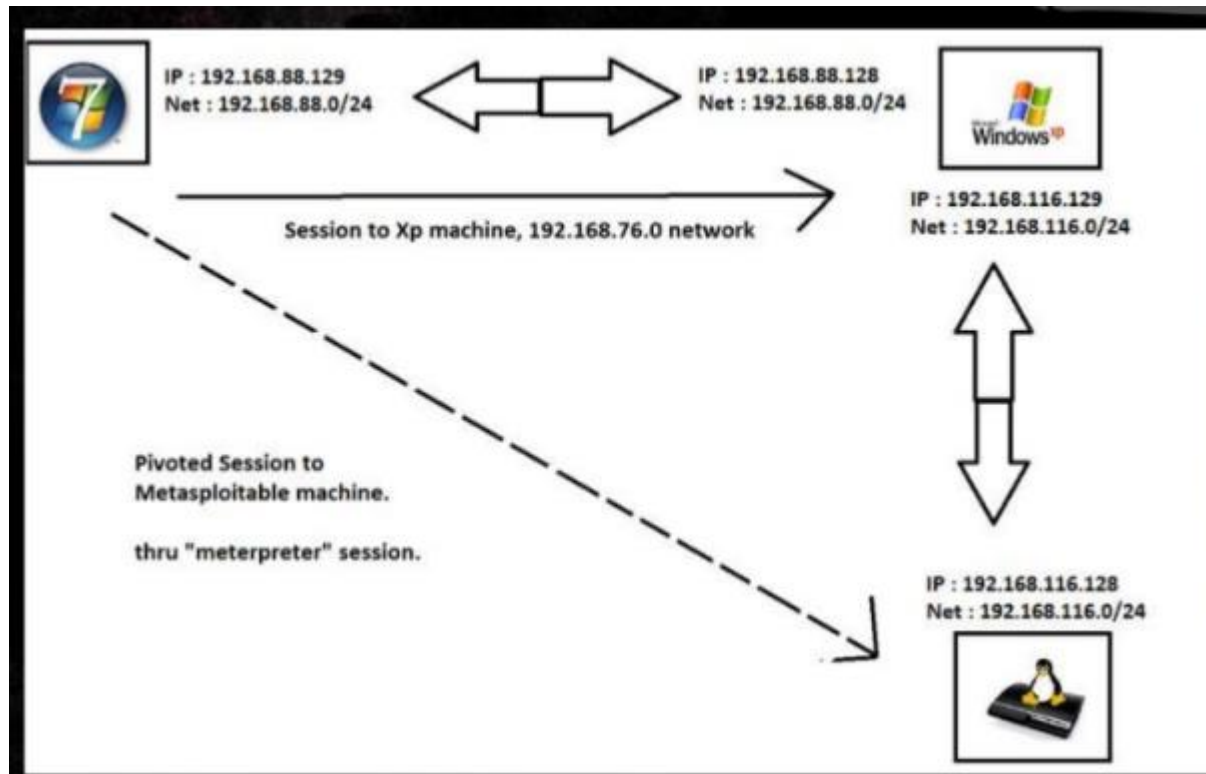 IP : 192.168.88.129
Net : 192.168.88.0/24
IP : 192.168.88.128
Net : 192.168.88.0/24
Windows xp
IP : 192.168.116.129
Net : 192.168.116.0/24
Session to Xp machine, 192.168.76.0 network
Pivoted Session to
Metasploitable machine.
thru "meterpreter" session.
IP : 192.168.116.128
Net : 192.168.116.0/24